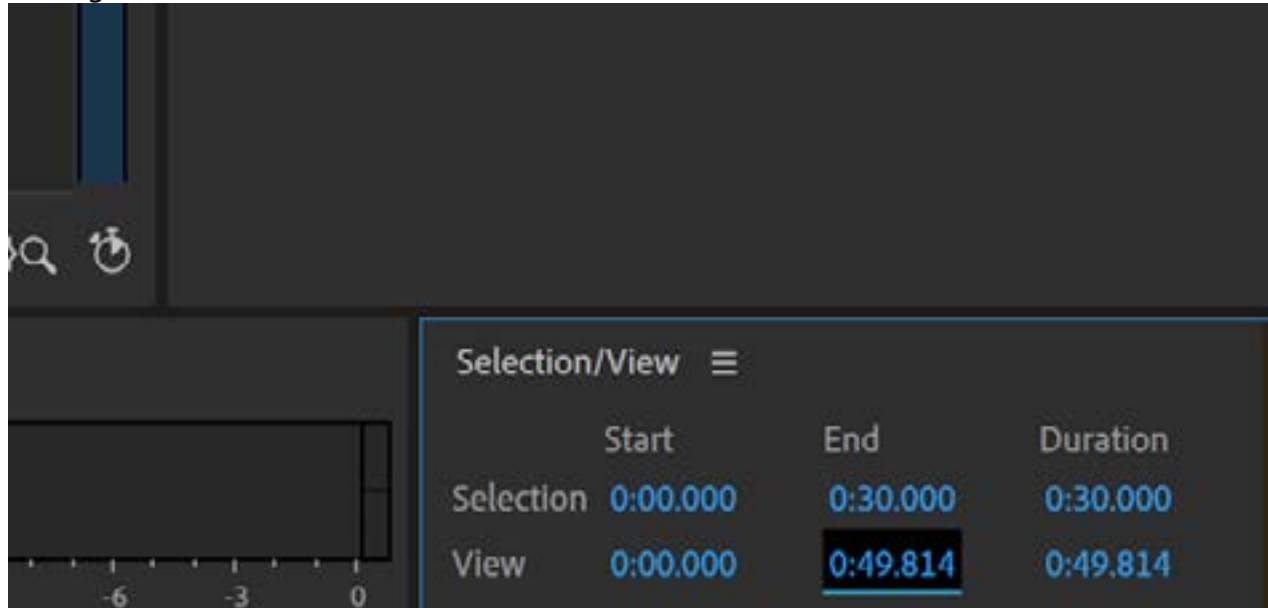 Selection/View
Start End Duration
Selection 0:00.000 0:30.000 0:30.000
View 0:00.000 0:49.814 0:49.814
-6 -3 0